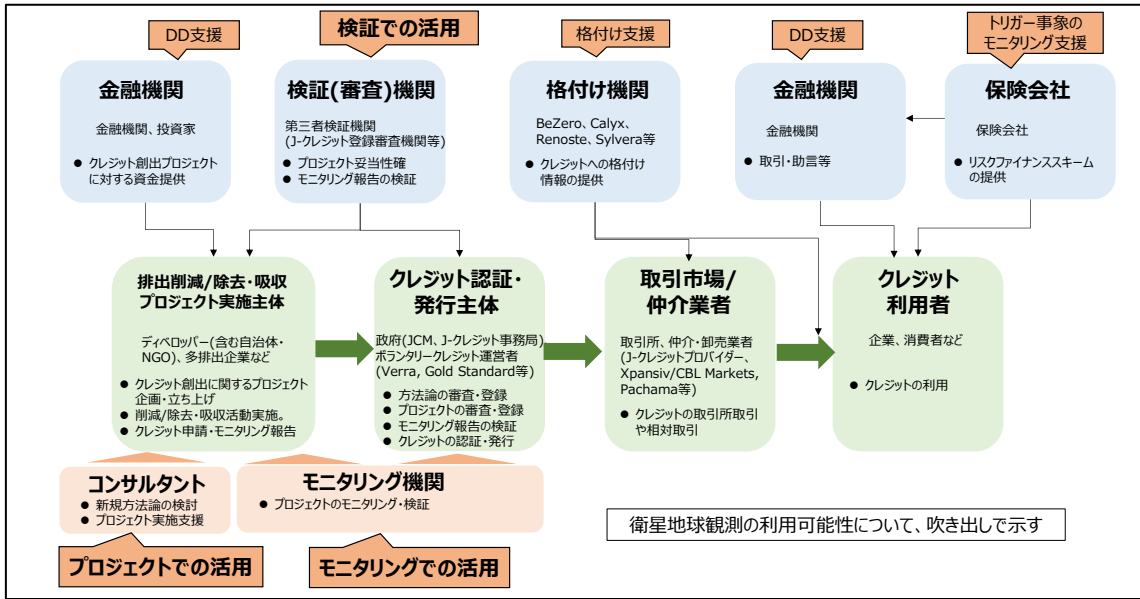 DD支援
検証での活用
格付け支援
DD支援
トリガー事象の
モニタリング支援
金融機関
金融機関、投資家
● クレジット創出プロジェクト
に対する資金提供
検証(審査)機関
第三者検証機関
(J-クレジット登録審査機関等)
● プロジェクト妥当性確
● モニタリング報告の検証
格付け機関
BeZero、Calyx、
Renoste、Sylvera等
● クレジットへの格付け
情報の提供
金融機関
金融機関
● 取引・助言等
保険会社
保険会社
● リスクファイナンススキーム
の提供
排出削減/除去・吸収
プロジェクト実施主体
ディベロッパー(含む自治体・
NGO)、多排出企業など
● クレジット創出に関するプロジェクト
企画・立ち上げ
● 削減/除去・吸収活動実施。
● クレジット申請・モニタリング報告
クレジット認証・
発行主体
政府(JCM、J-クレジット事務局)
ボランタリークレジット運営者
(Verra, Gold Standard等)
● 方法論の審査・登録
● プロジェクトの審査・登録
● モニタリング報告の検証
● クレジットの認証・発行
取引市場/
仲介業者
取引所、仲介・卸売業者
(J-クレジットプロバイダー、
Xpansiv/CBL Markets,
Pachama等)
● クレジットの取引所取引
や相対取引
クレジット
利用者
企業、消費者など
● クレジットの利用
コンサルタント
● 新規方法論の検討
● プロジェクト実施支援
モニタリング機関
● プロジェクトのモニタリング・検証
プロジェクトでの活用
モニタリングでの活用
衛星地球観測の利用可能性について、吹き出しで示す